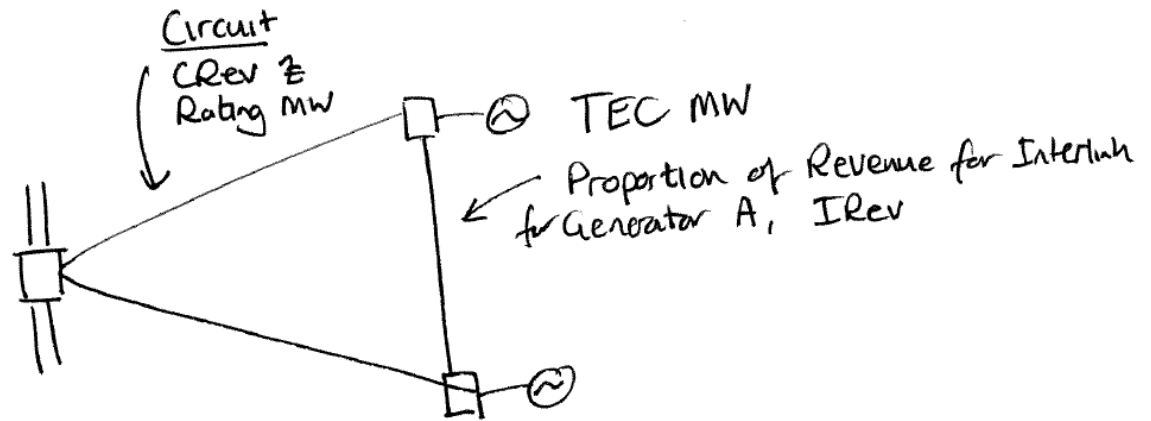 Circuit
CRev £
Rating MW
TEC MW
Proportion of Revenue for Interlink
for Generator A, IRev